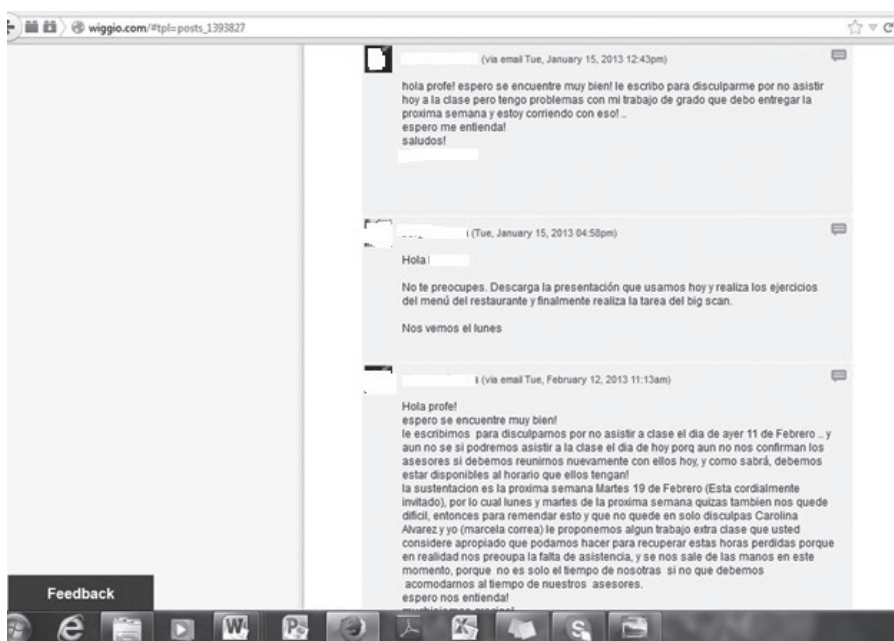 wiggio.com/#tpl=posts_1393827
(via email Tue, January 15, 2013 12:43pm)
hola profe! espero se encuentre muy bien! le escribo para disculparme por no asistir
hoy a la clase pero tengo problemas con mi trabajo de grado que debo entregar la
proxima semana y estoy corriendo con eso! ..
espero me entienda!
saludos!
(Tue, January 15, 2013 04:58pm)
Hola
No te preocupes. Descarga la presentación que usamos hoy y realiza los ejercicios
del menú del restaurante y finalmente realiza la tarea del big scan.
Nos vemos el lunes
a (via email Tue, February 12, 2013 11:13am)
Hola profe!
espero se encuentre muy bien!
le escribimos para disculparnos por no asistir a clase el dia de ayer 11 de Febrero .. y
aun no se si podremos asistir a la clase el dia de hoy porq aun no nos confirman los
asesores si debemos reunirnos nuevamente con ellos hoy, y como sabrá, debemos
estar disponibles al horario que ellos tengan!
la sustentacion es la proxima semana Martes 19 de Febrero (Esta cordialmente
invitado), por lo cual lunes y martes de la proxima semana quizas tambien nos quede
dificil, entonces para remendar esto y que no quede en solo disculpas Carolina
Alvarez y yo (marcela correa) le proponemos algun trabajo extra clase que usted
considere apropiado que podamos hacer para recuperar estas horas perdidas porque
en realidad nos preoupa la falta de asistencia, y se nos sale de las manos en este
momento, porque no es solo el tiempo de nosotras si no que debemos
acomodarnos al tiempo de nuestros asesores.
espero nos entienda!
Feedback